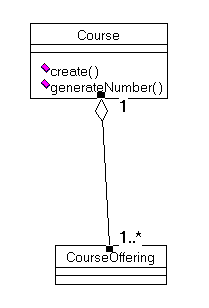 Course
create()
generateNumber()
1
1..*
CourseOffering